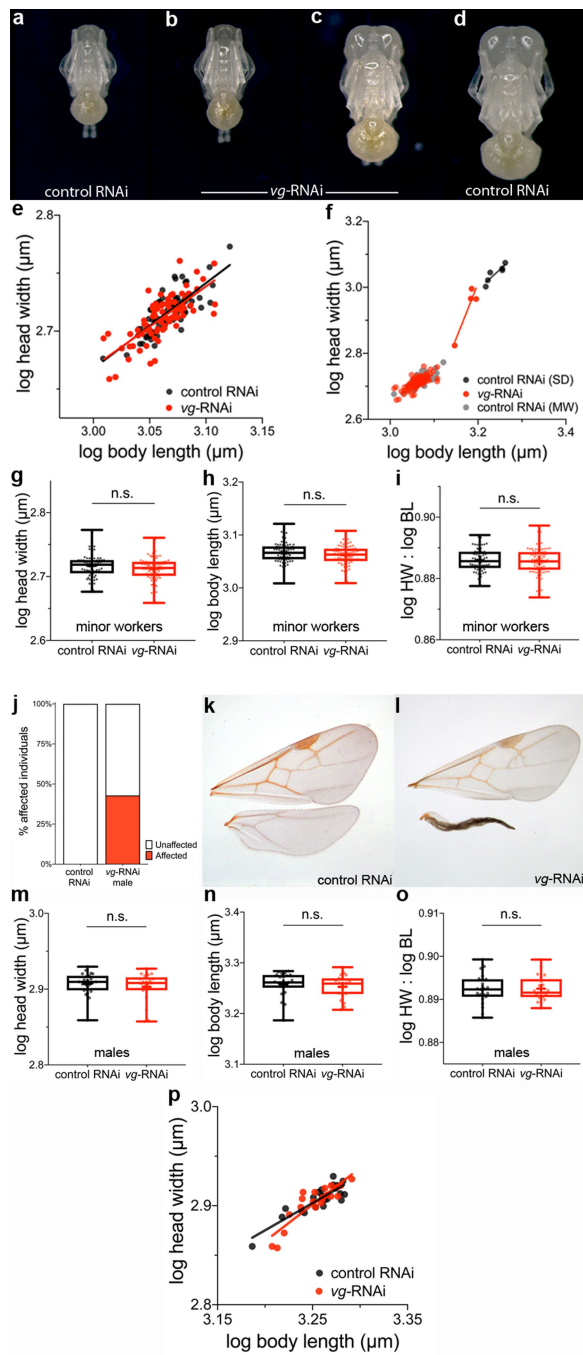 a b c d
control RNAi vg-RNAi control RNAi
e
log head width (µm)
2.8
2.7
3.00 3.05 3.10 3.15
log body length (µm)
control RNAi
vg-RNAi
f
log head width (µm)
3.2
3.0
2.8
2.6
3.0 3.1 3.2 3.3 3.4
log body length (µm)
control RNAi (SD)
vg-RNAi
control RNAi (MW)
g
log head width (µm)
2.8
2.7
2.6
n.s.
minor workers
control RNAi vg-RNAi
h
log body length (µm)
3.2
3.1
3.0
2.9
n.s.
minor workers
control RNAi vg-RNAi
i
log HW : log BL
0.90
0.88
0.86
n.s.
minor workers
control RNAi vg-RNAi
j
% affected individuals
100%
75%
50%
25%
0%
control RNAi
vg-RNAi male
Unaffected
Affected
k
control RNAi
l
vg-RNAi
m
log head width (µm)
3.0
2.9
2.8
n.s.
males
control RNAi vg-RNAi
n
log body length (µm)
3.4
3.3
3.2
3.1
n.s.
males
control RNAi vg-RNAi
o
log HW : log BL
0.91
0.90
0.89
0.88
n.s.
males
control RNAi vg-RNAi
p
log head width (µm)
3.0
2.9
2.8
3.15 3.25 3.35
log body length (µm)
control RNAi
vg-RNAi